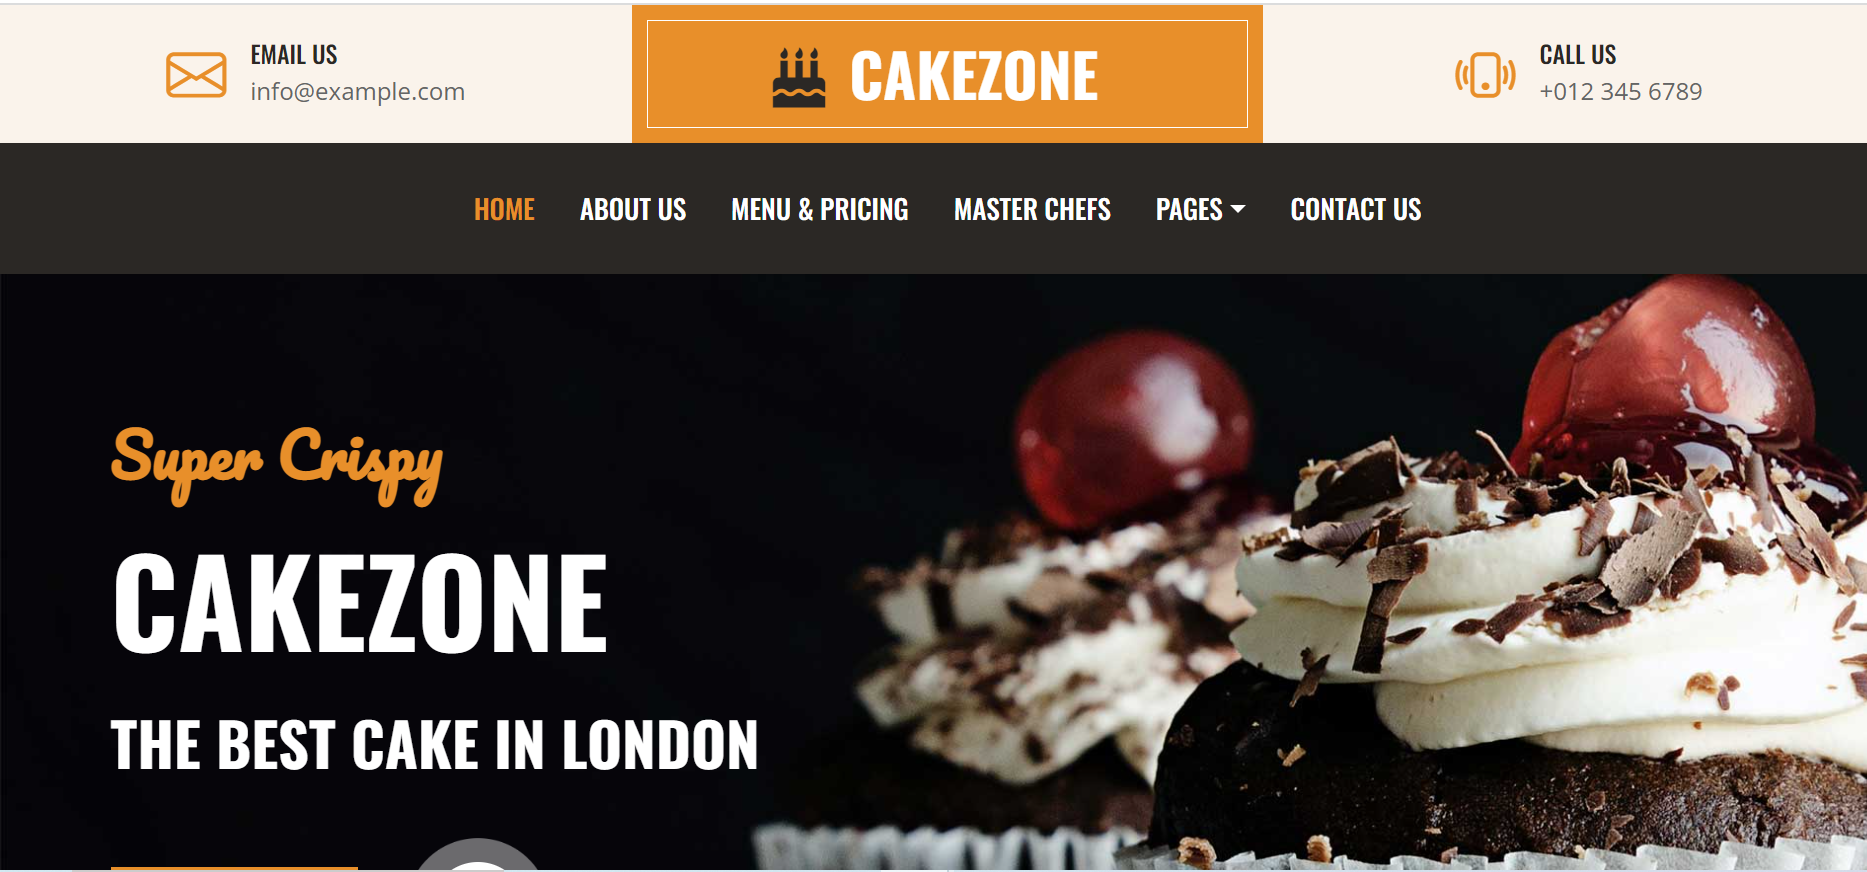 EMAIL US
info@example.com
CAKEZONE
CALL US
+012 345 6789
HOME ABOUT US MENU & PRICING MASTER CHEFS PAGES CONTACT US
Super Crispy
CAKEZONE
THE BEST CAKE IN LONDON